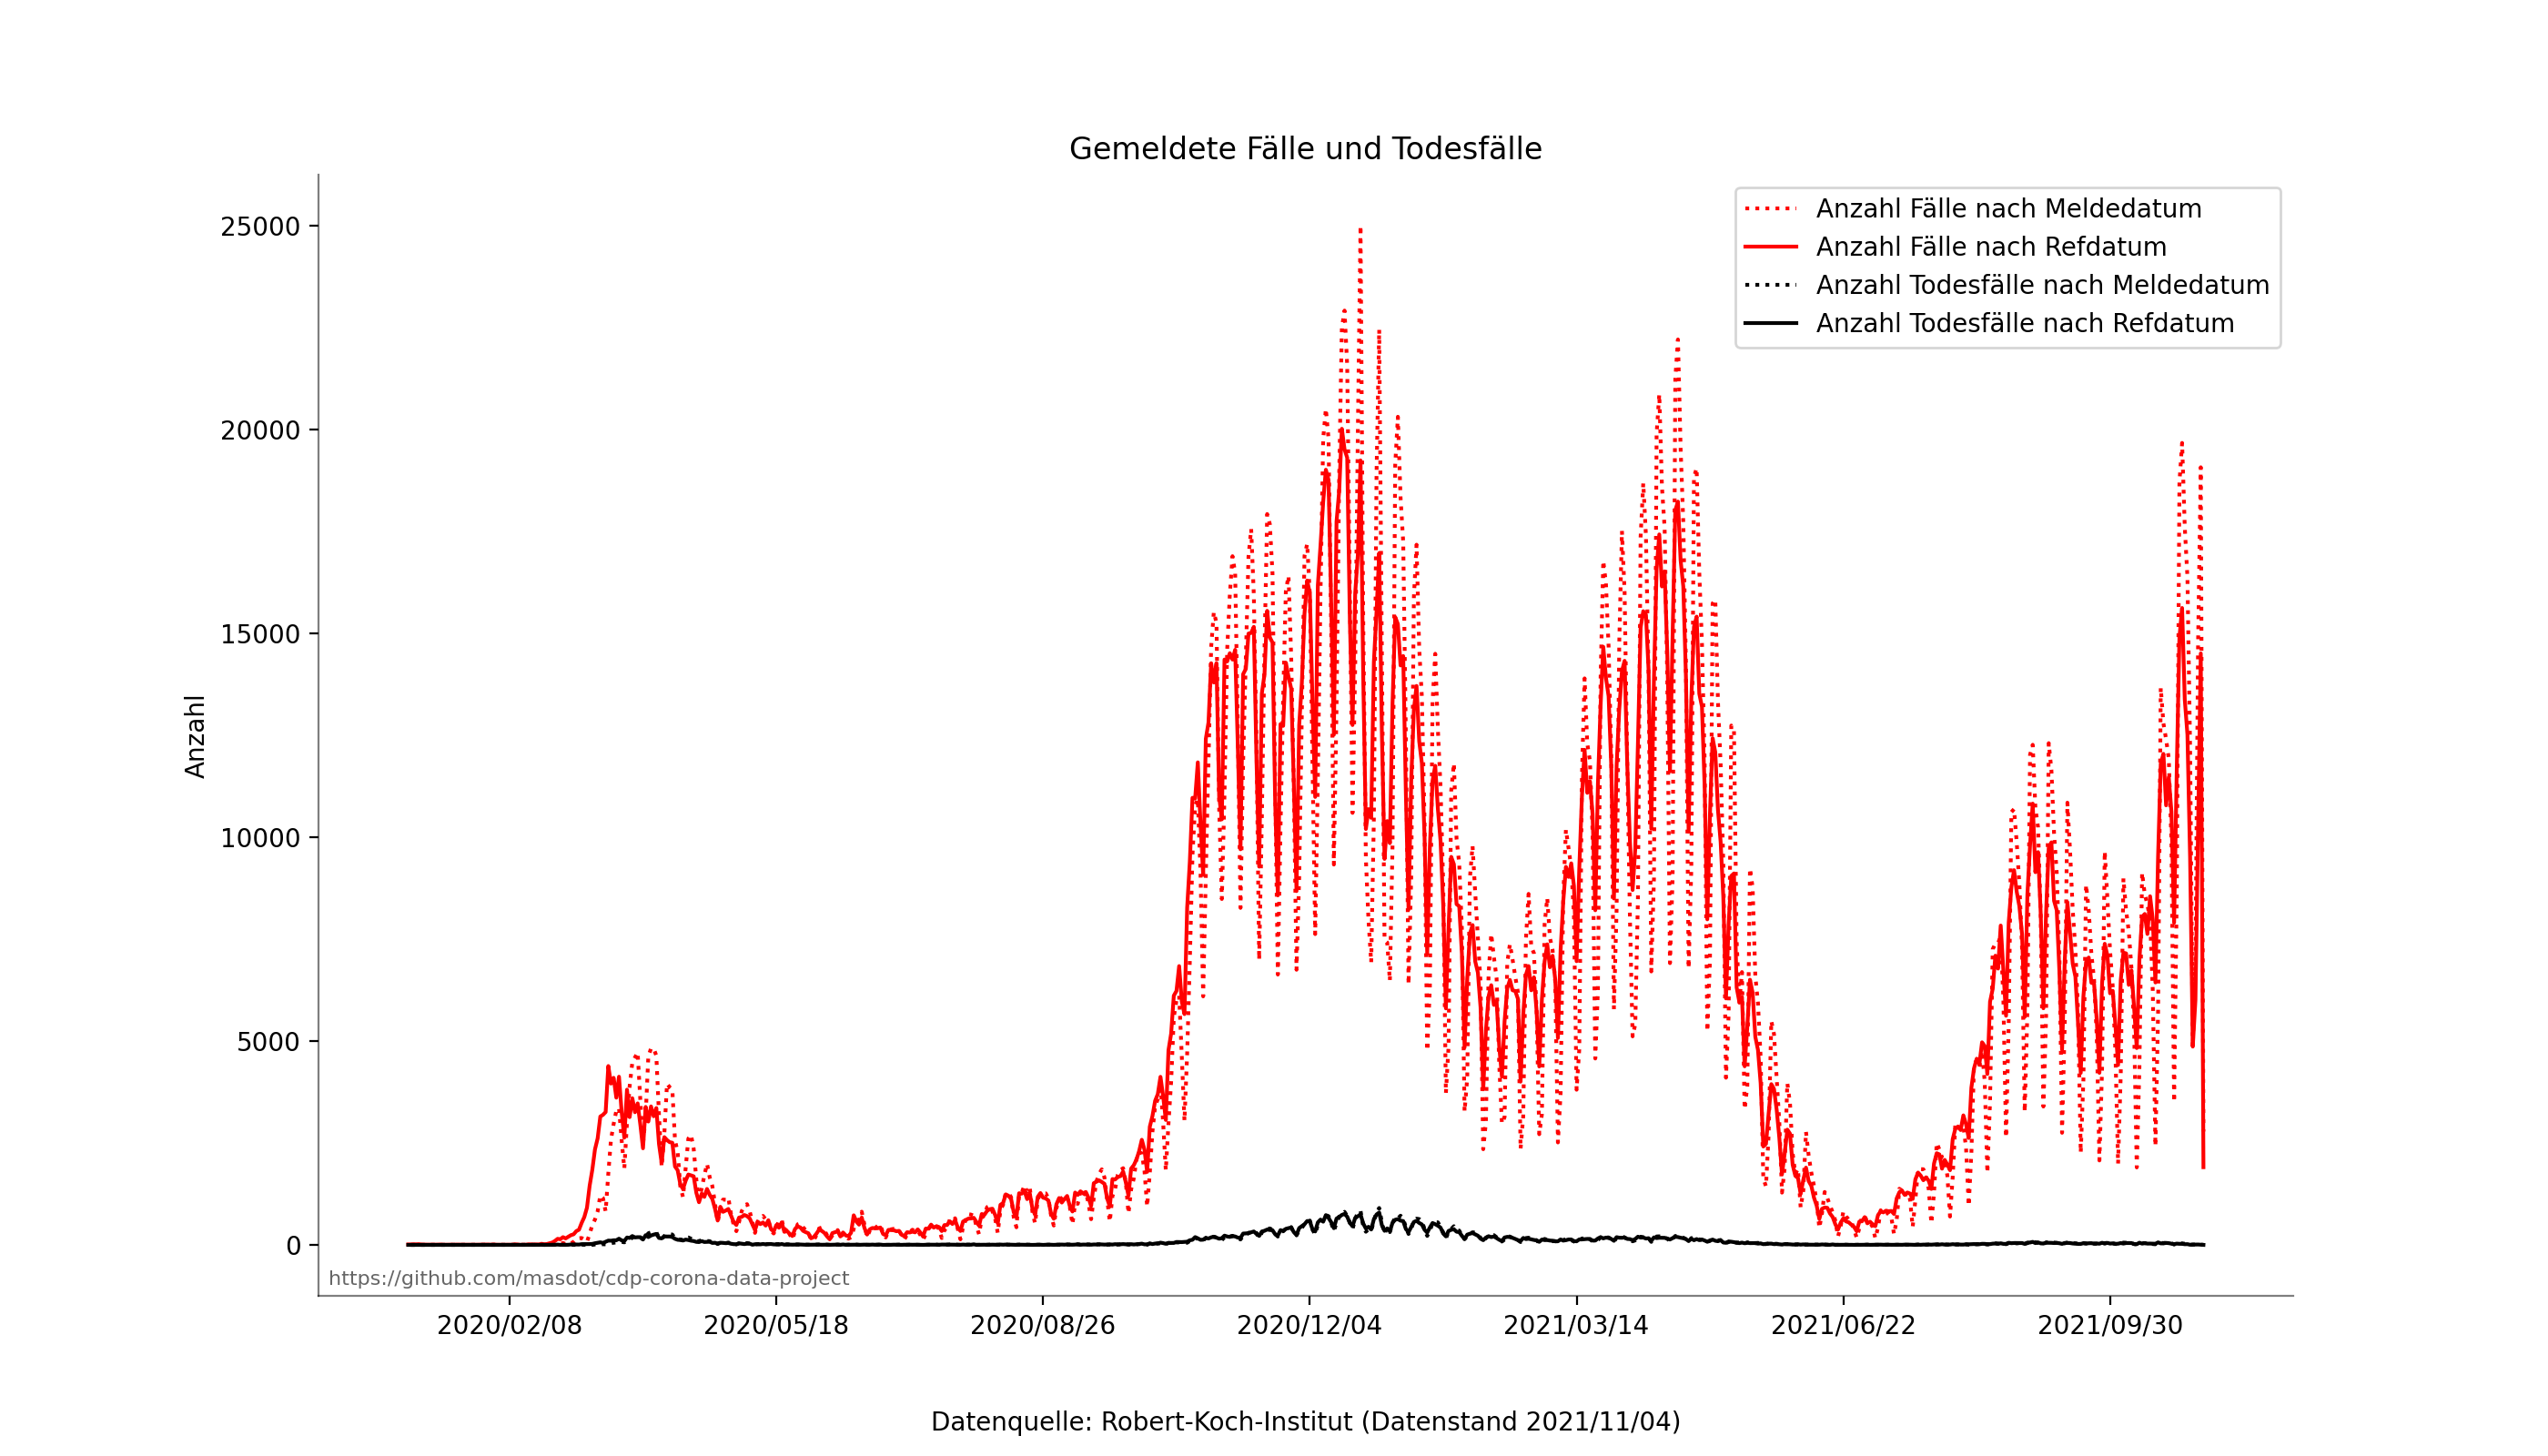 Gemeldete Fälle und Todesfälle
Anzahl Fälle nach Meldedatum
Anzahl Fälle nach Refdatum
Anzahl Todesfälle nach Meldedatum
Anzahl Todesfälle nach Refdatum
25000
20000
15000
10000
5000
0
Anzahl
https://github.com/masdot/cdp-corona-data-project
2020/02/08 2020/05/18 2020/08/26 2020/12/04 2021/03/14 2021/06/22 2021/09/30
Datenquelle: Robert-Koch-Institut (Datenstand 2021/11/04)